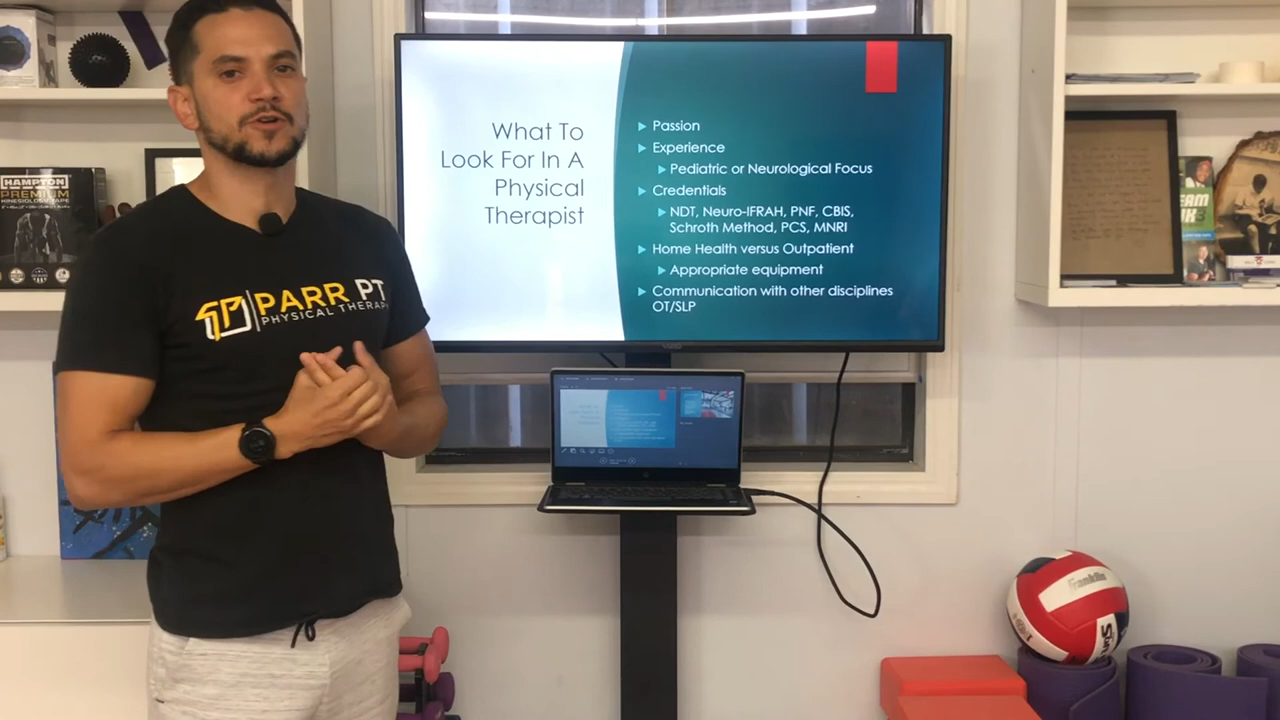 What To
Look For In A
Physical
Therapist
Passion
Experience
Pediatric or Neurological Focus
Credentials
NDT, Neuro-IFRAH, PNF, CBIS,
Schroth Method, PCS, MNRI
Home Health versus Outpatient
Appropriate equipment
Communication with other disciplines
OT/SLP
PARR PT
PHYSICAL THERAPY
HAMPTON
PREMIUM
KINESIOLOGY TAPE
Franklin